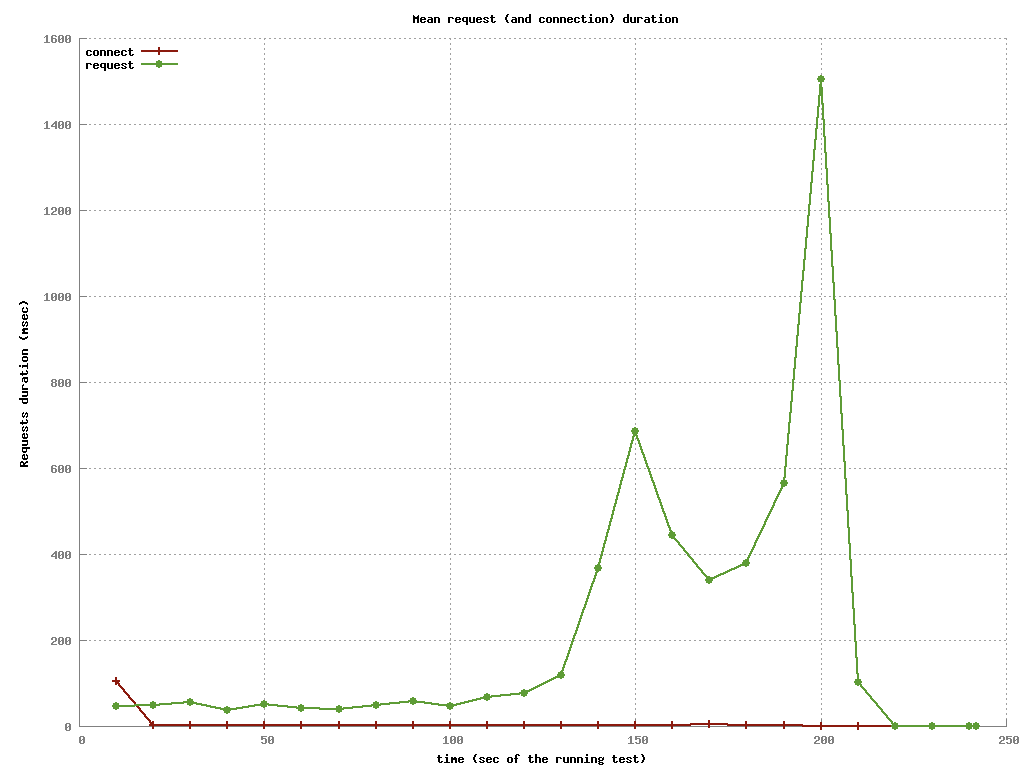 Mean request (and connection) duration
connect
request
1600
1400
1200
1000
800
600
400
200
0
Requests duration (msec)
0 50 100 150 200 250
time (sec of the running test)